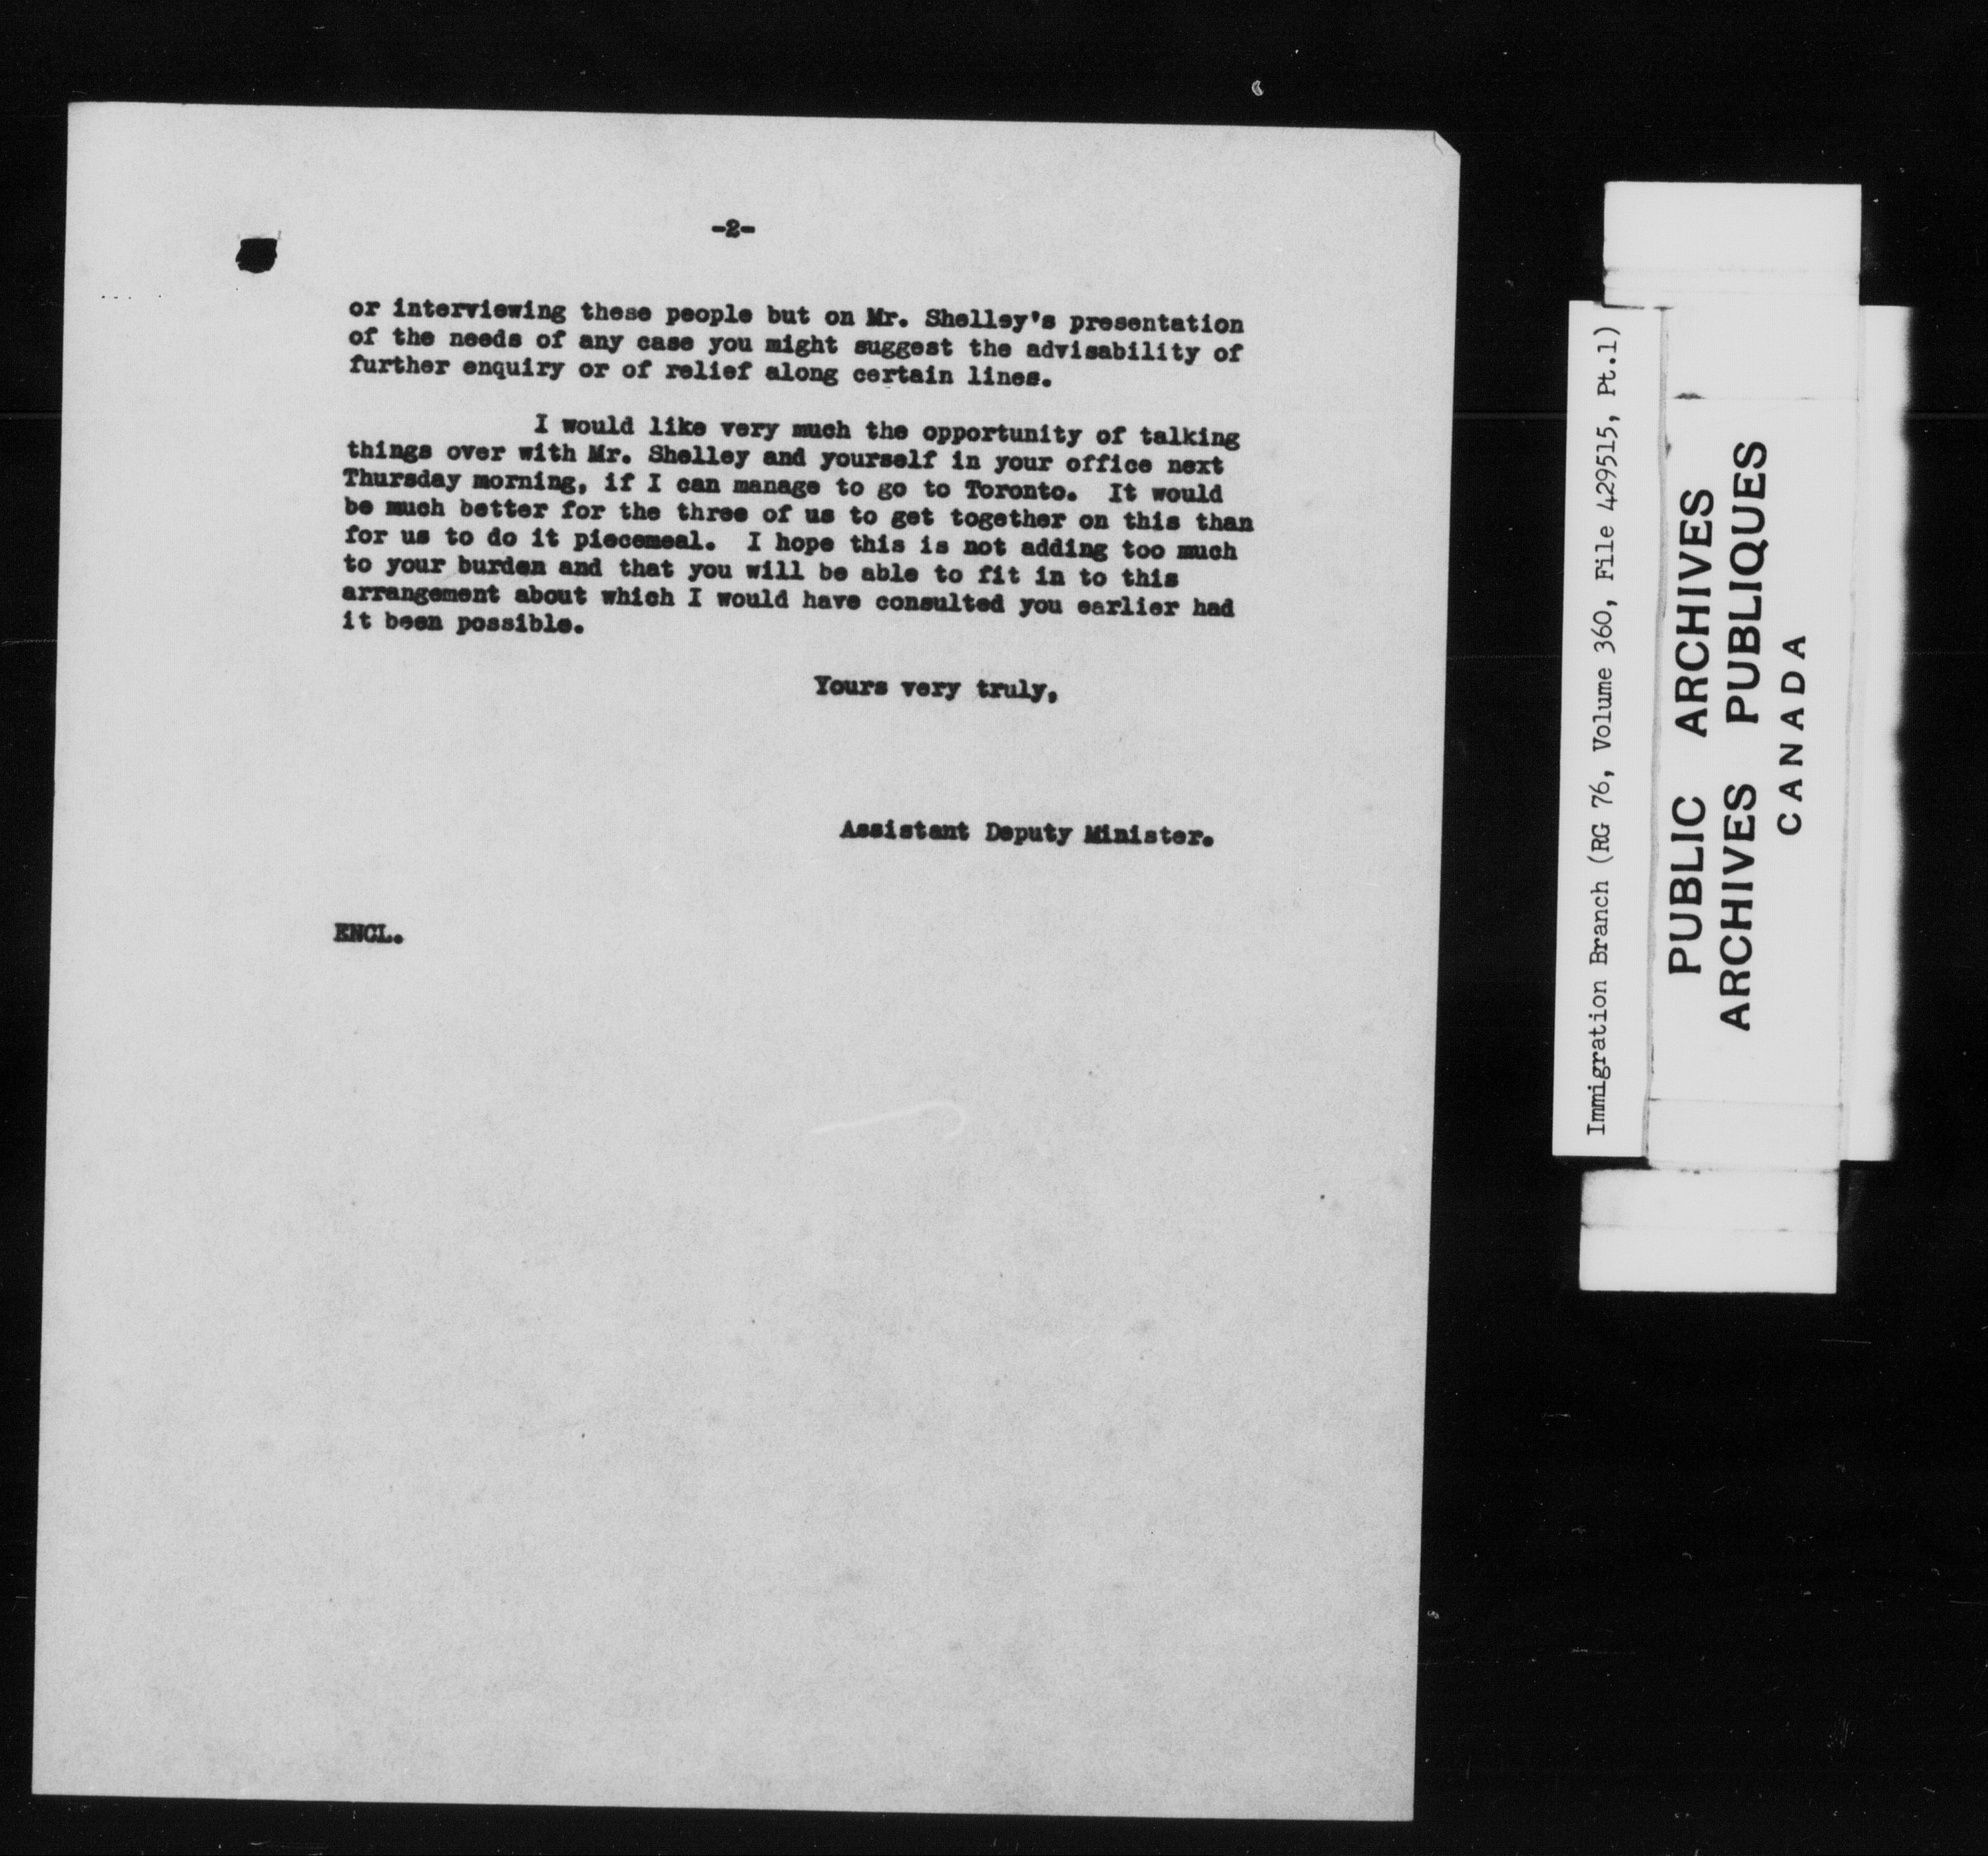 -2-
or interviewing these people but on Mr. Shelley's presentation
of the needs of any case you might suggest the advisability of
further enquiry or of relief along certain lines.
I would like very much the opportunity of talking
things over with Mr. Shelley and yourself in your office next
Thursday morning, if I can manage to go to Toronto. It would
be much better for the three of us to get together on this than
for us to do it piecemeal. I hope this is not adding too much
to your burden and that you will be able to fit in to this
arrangement about which I would have consulted you earlier had
it been possible.
Yours very truly,
Assistant Deputy Minister.
ENCL.
Immigration Branch (RG 76, Volume 360, File 429515, Pt.1)
PUBLIC ARCHIVES
ARCHIVES PUBLIQUES
CANADA